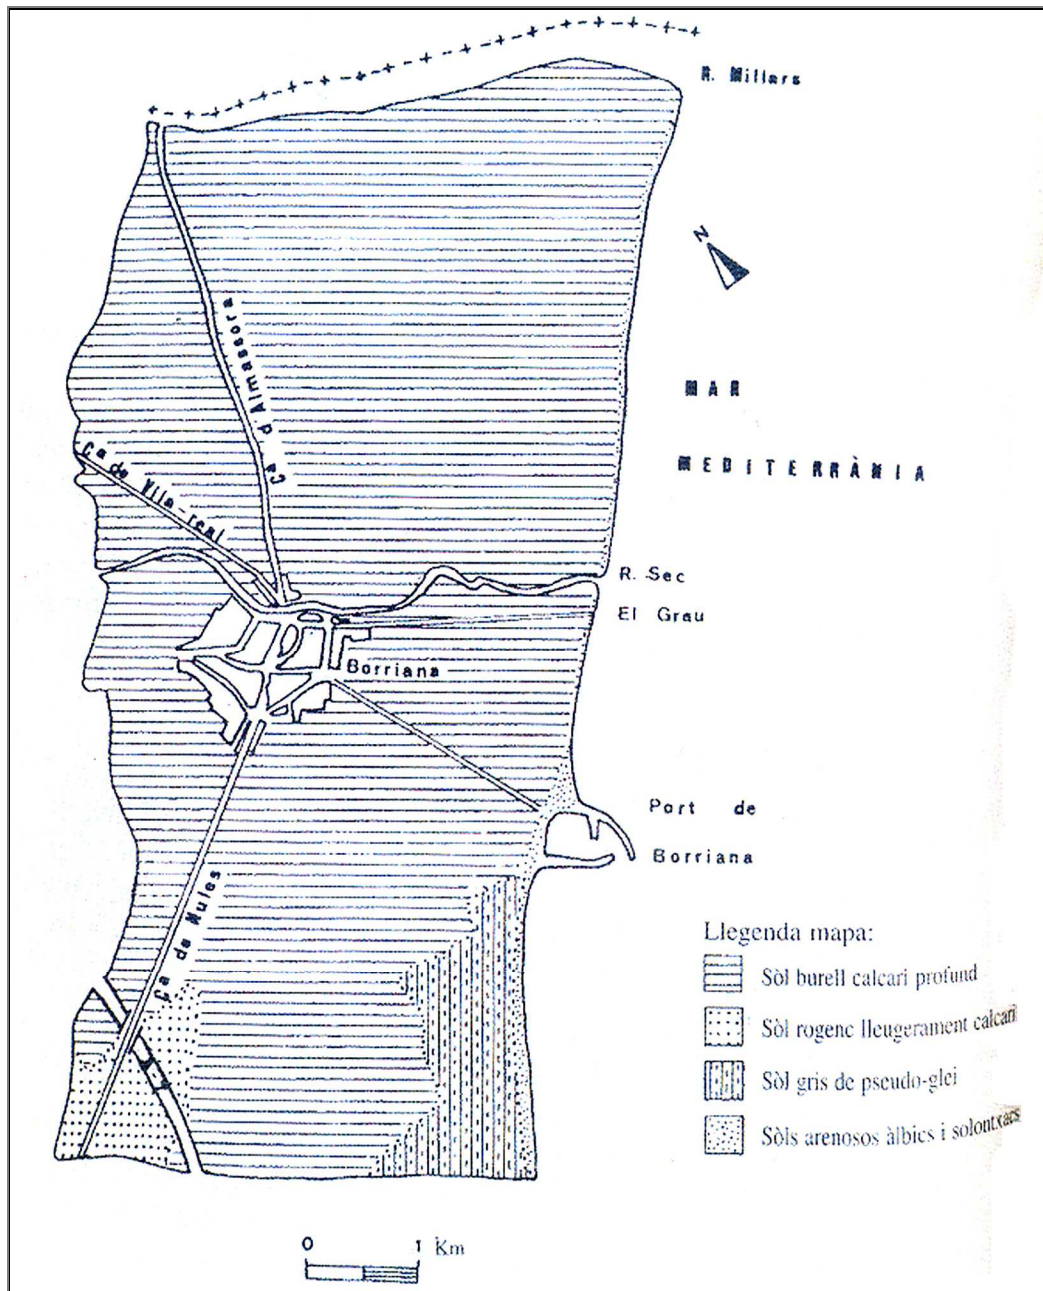 R. Millars
N
Ca d'Almassora
MAR
MEDITERRÀNIA
Ca de Vila-real
R. Sec
El Grau
Borriana
Port de
Borriana
Ca de Nules
Llegenda mapa:
Sòl burell calcari profund
Sòl rogenc lleugerament calcari
Sòl gris de pseudo-glei
Sòls arenosos àlbics i solontxacs
0 1 Km